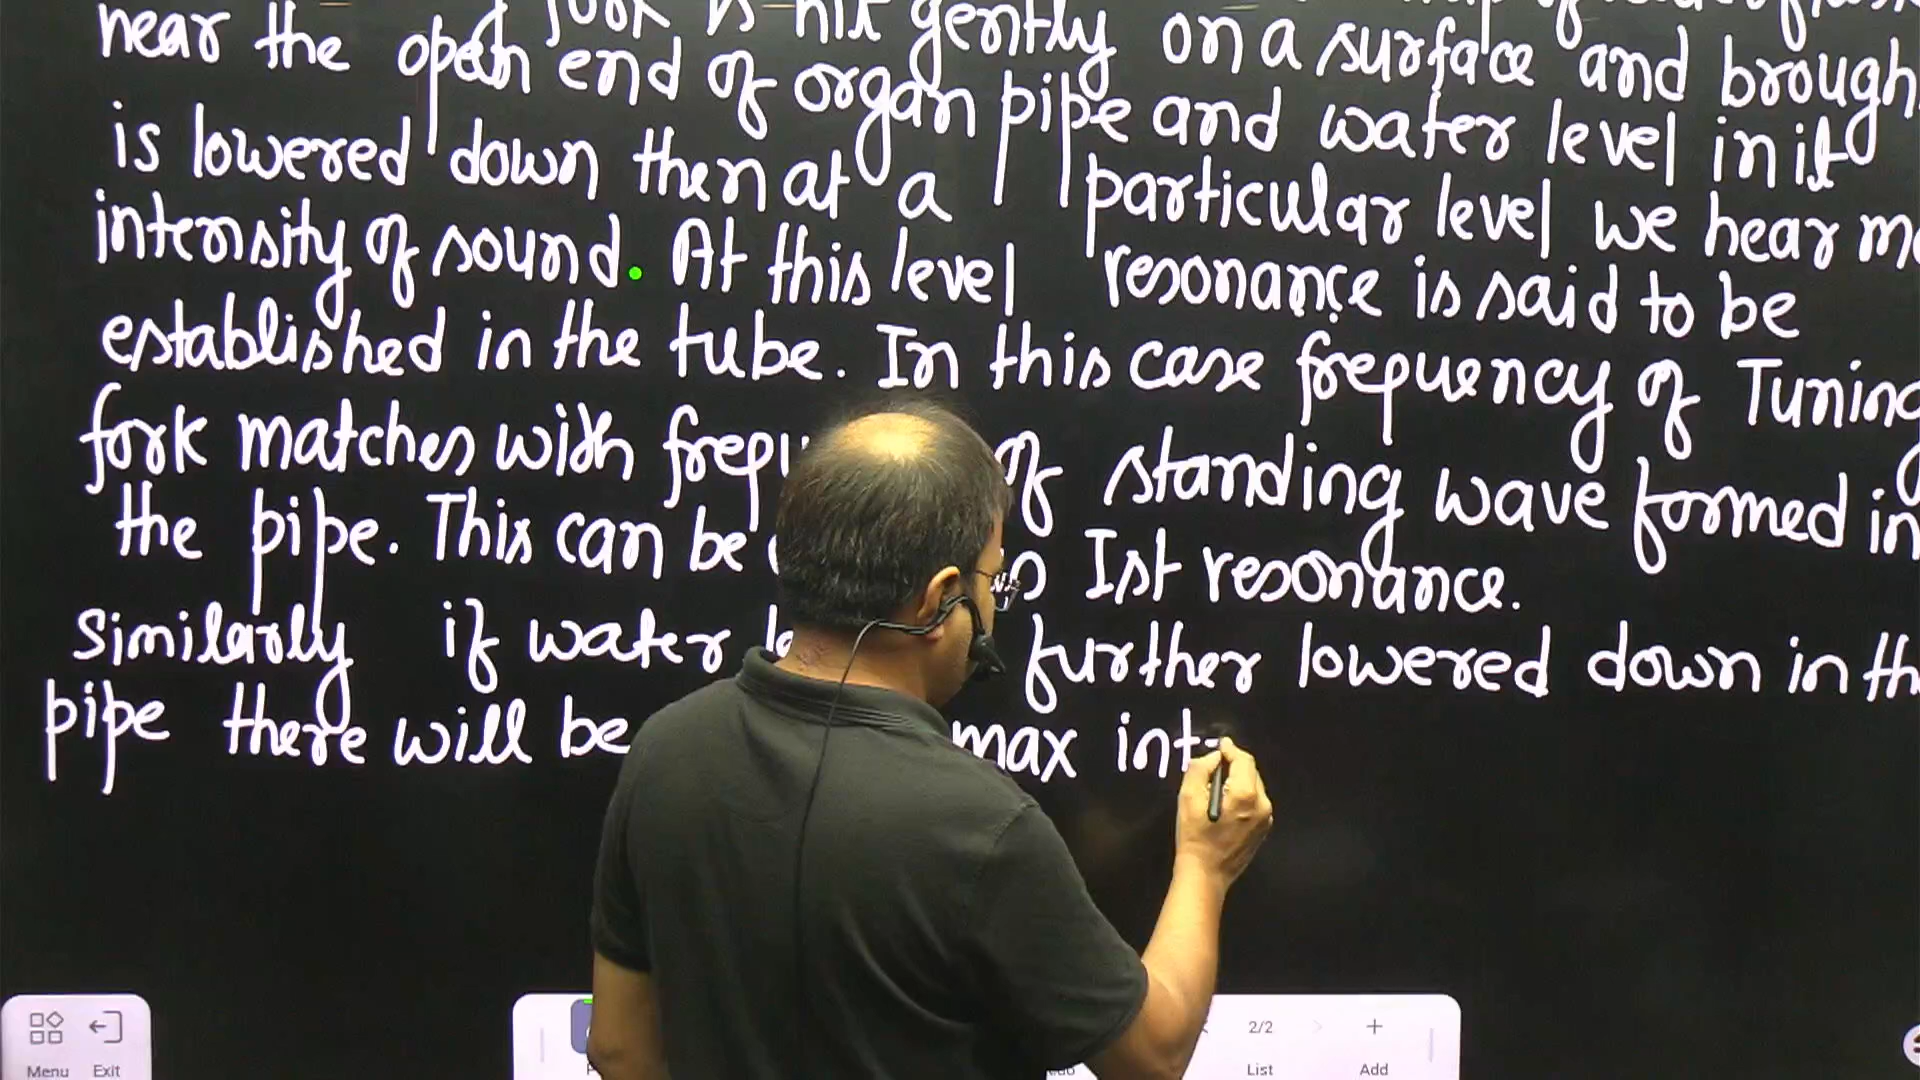 fork is hit gently on a surface and brough
near the open end of organ pipe and water level in it
is lowered down then at a particular level we hear m
intensity of sound. At this level resonance is said to be
established in the tube. In this case frequency of Tuning
fork matches with of standing wave formed in
the pipe. This can be Ist resonance.
Similarly if water further lowered down in th
pipe there will be max int
Menu Exit 2/2 List Add